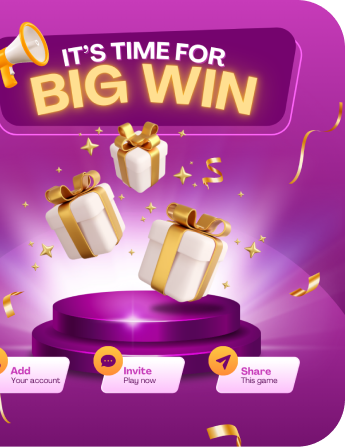 IT'S TIME FOR
BIG WIN
Add
Your account
Invite
Play now
Share
This game